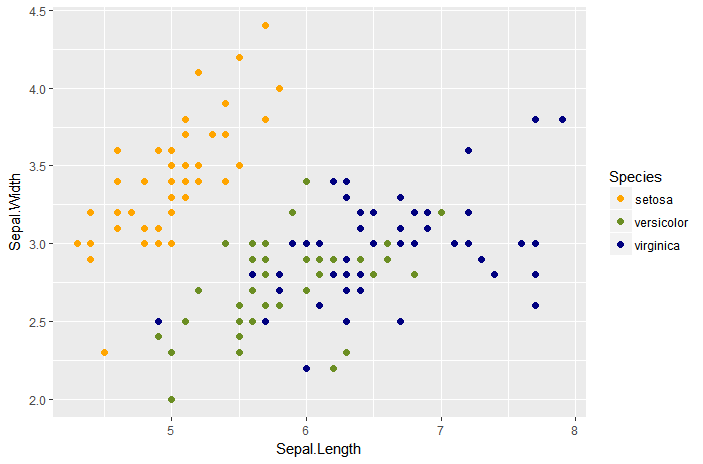 4.5
4.0
3.5
3.0
2.5
2.0
Sepal.Width
5 6 7 8
Sepal.Length
Species
setosa
versicolor
virginica